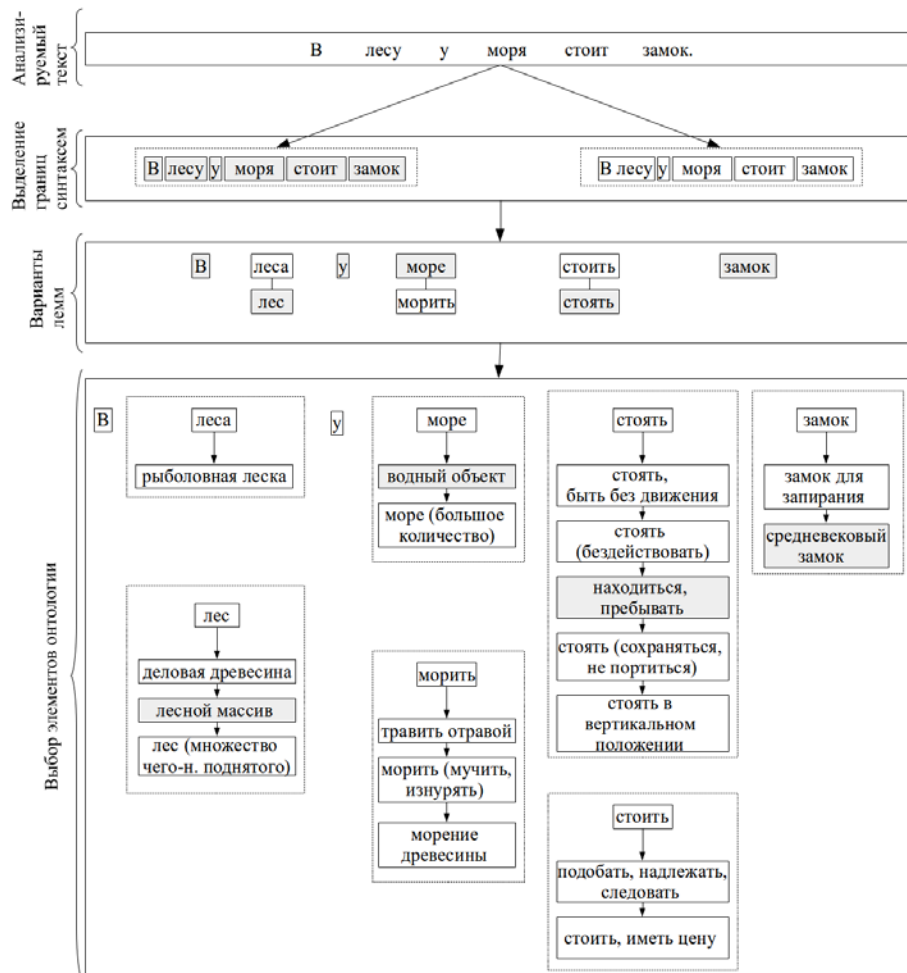 Анализи-
руемый
текст
В лесу у моря стоит замок.
Выделение
границ
синтаксем
В лесу у моря стоит замок
В лесу у моря стоит замок
Варианты
лемм
В леса у море стоить замок
лес морить стоять
Выбор элементов онтологии
В
леса
рыболовная леска
лес
деловая древесина
лесной массив
лес (множество
чего-н. поднятого)
у
море
водный объект
море (большое
количество)
морить
травить отравой
морить (мучить,
изнурять)
морение
древесины
стоять
стоять,
быть без движения
стоять
(бездействовать)
находиться,
пребывать
стоять (сохраняться,
не портиться)
стоять в
вертикальном
положении
стоить
подобать, надлежать,
следовать
стоить, иметь цену
замок
замок для
запирания
средневековый
замок